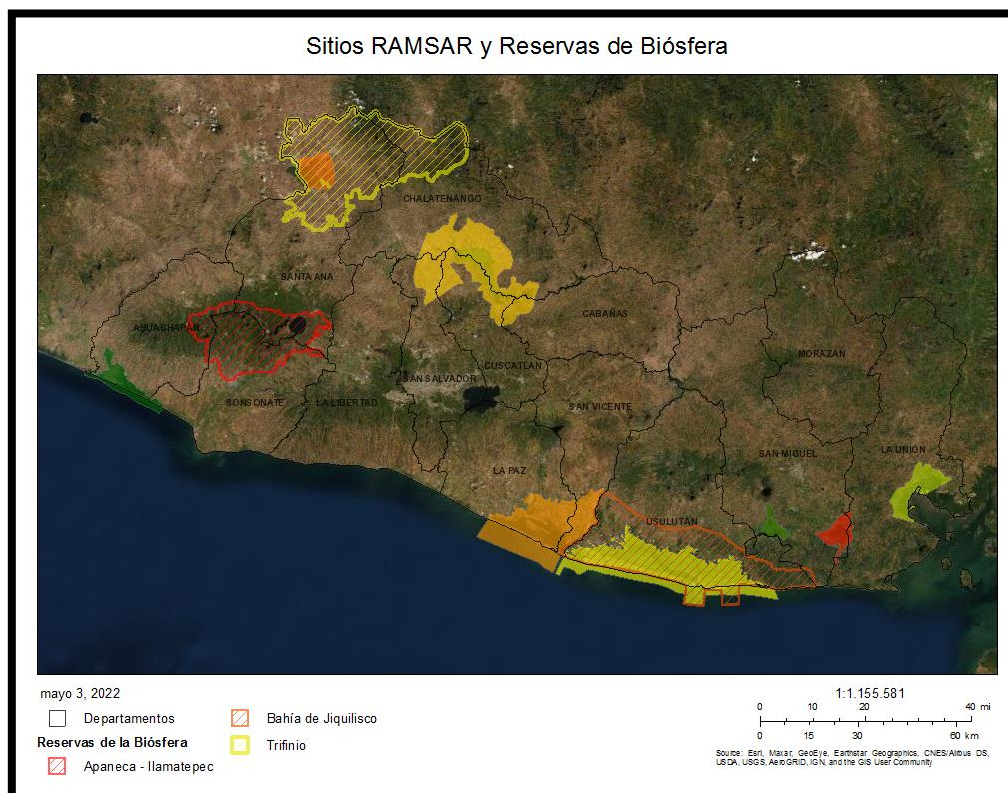 Sitios RAMSAR y Reservas de Biósfera
CHALATENANGO
SANTA ANA
AHUACHAPAN
CABAÑAS
MORAZAN
CUSCATLAN
SAN SALVADOR
SONSONATE
LA LIBERTAD
SAN VICENTE
LA PAZ
SAN MIGUEL
LA UNION
USULUTAN
mayo 3, 2022
Departamentos
Reservas de la Biósfera
Apaneca - Ilamatepec
Bahía de Jiquilisco
Trifinio
1:1.155.581
0 10 20 40 mi
0 15 30 60 km
Source: Esri, Maxar, GeoEye, Earthstar Geographics, CNES/Airbus DS,
USDA, USGS, AeroGRID, IGN, and the GIS User Community